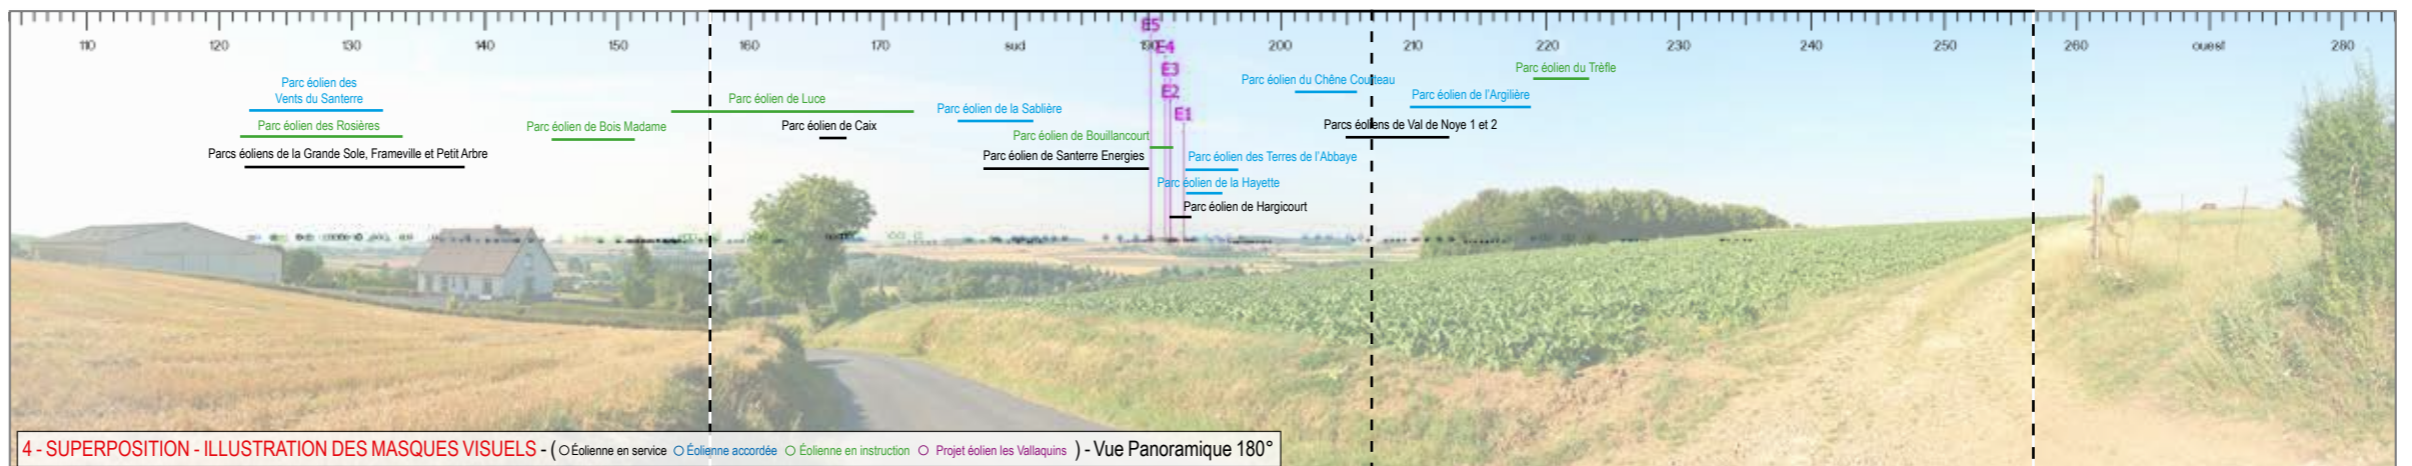 110 120 130 140 150 160 170 sud 190 200 210 220 230 240 250 260 ouest 280
E5
E4
E3
E2
E1
Parc éolien des
Vents du Santerre
Parc éolien des Rosières
Parcs éoliens de la Grande Sole, Frameville et Petit Arbre
Parc éolien de Bois Madame
Parc éolien de Luce
Parc éolien de Caix
Parc éolien de la Sablière
Parc éolien de Bouillancourt
Parc éolien de Santerre Energies
Parc éolien des Terres de l'Abbaye
Parc éolien de la Hayette
Parc éolien de Hargicourt
Parc éolien du Chêne Courteau
Parc éolien de l'Argilière
Parcs éoliens de Val de Noye 1 et 2
Parc éolien du Trèfle
4 - SUPERPOSITION - ILLUSTRATION DES MASQUES VISUELS - ( Éolienne en service Éolienne accordée Éolienne en instruction Projet éolien les Vallaquins ) - Vue Panoramique 180°